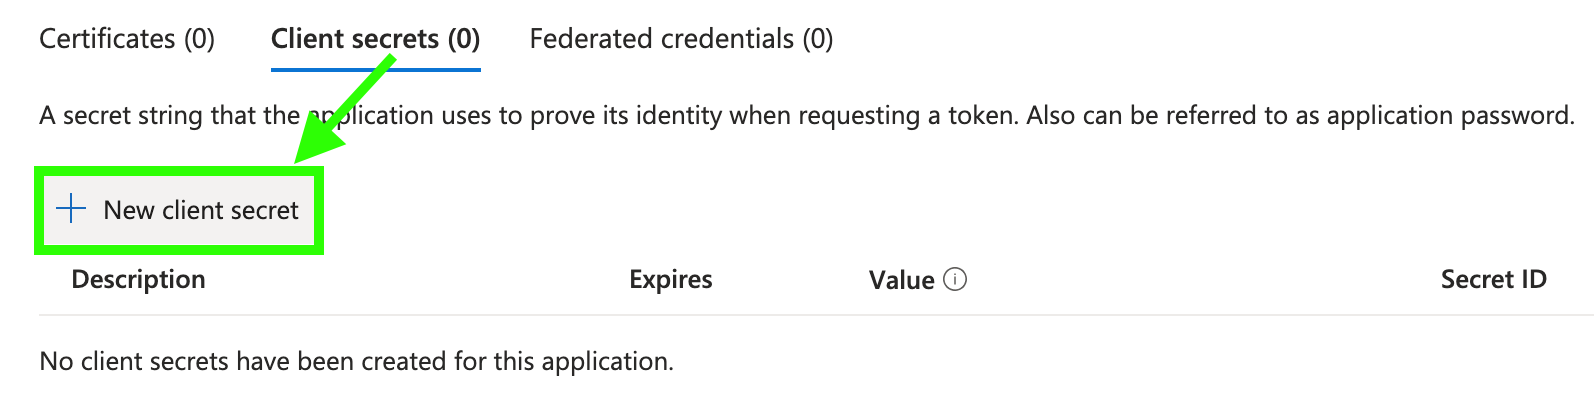 Certificates (0) Client secrets (0) Federated credentials (0)
A secret string that the application uses to prove its identity when requesting a token. Also can be referred to as application password.
New client secret
Description Expires Value Secret ID
No client secrets have been created for this application.